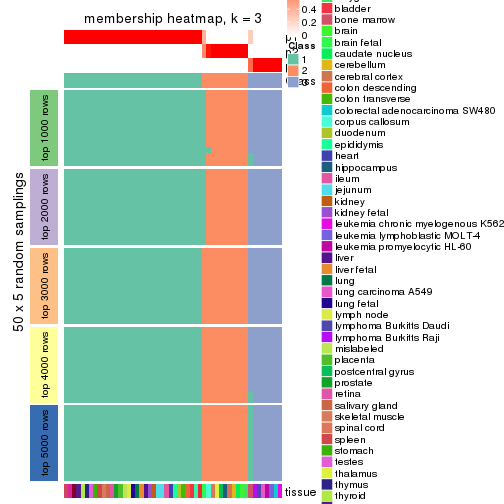 membership heatmap, k = 3
50 x 5 random samplings
top 1000 rows
top 2000 rows
top 3000 rows
top 4000 rows
top 5000 rows
0.4
0.2
0
Class
1
2
Class
tissue
bladder
bone marrow
brain
brain fetal
caudate nucleus
cerebellum
cerebral cortex
colon descending
colon transverse
colorectal adenocarcinoma SW480
corpus callosum
duodenum
epididymis
heart
hippocampus
ileum
jejunum
kidney
kidney fetal
leukemia chronic myelogenous K562
leukemia lymphoblastic MOLT-4
leukemia promyelocytic HL-60
liver
liver fetal
lung
lung carcinoma A549
lung fetal
lymph node
lymphoma Burkitts Daudi
lymphoma Burkitts Raji
mislabeled
placenta
postcentral gyrus
prostate
retina
salivary gland
skeletal muscle
spinal cord
spleen
stomach
testes
thalamus
thymus
thyroid